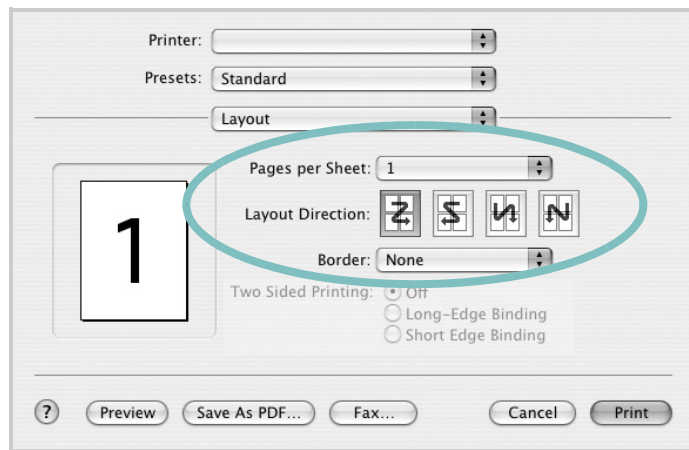 Printer:
Presets: Standard
Layout
Pages per Sheet: 1
1
Layout Direction:
Border: None
Two Sided Printing: Off
Long-Edge Binding
Short Edge Binding
? Preview Save As PDF... Fax... Cancel Print